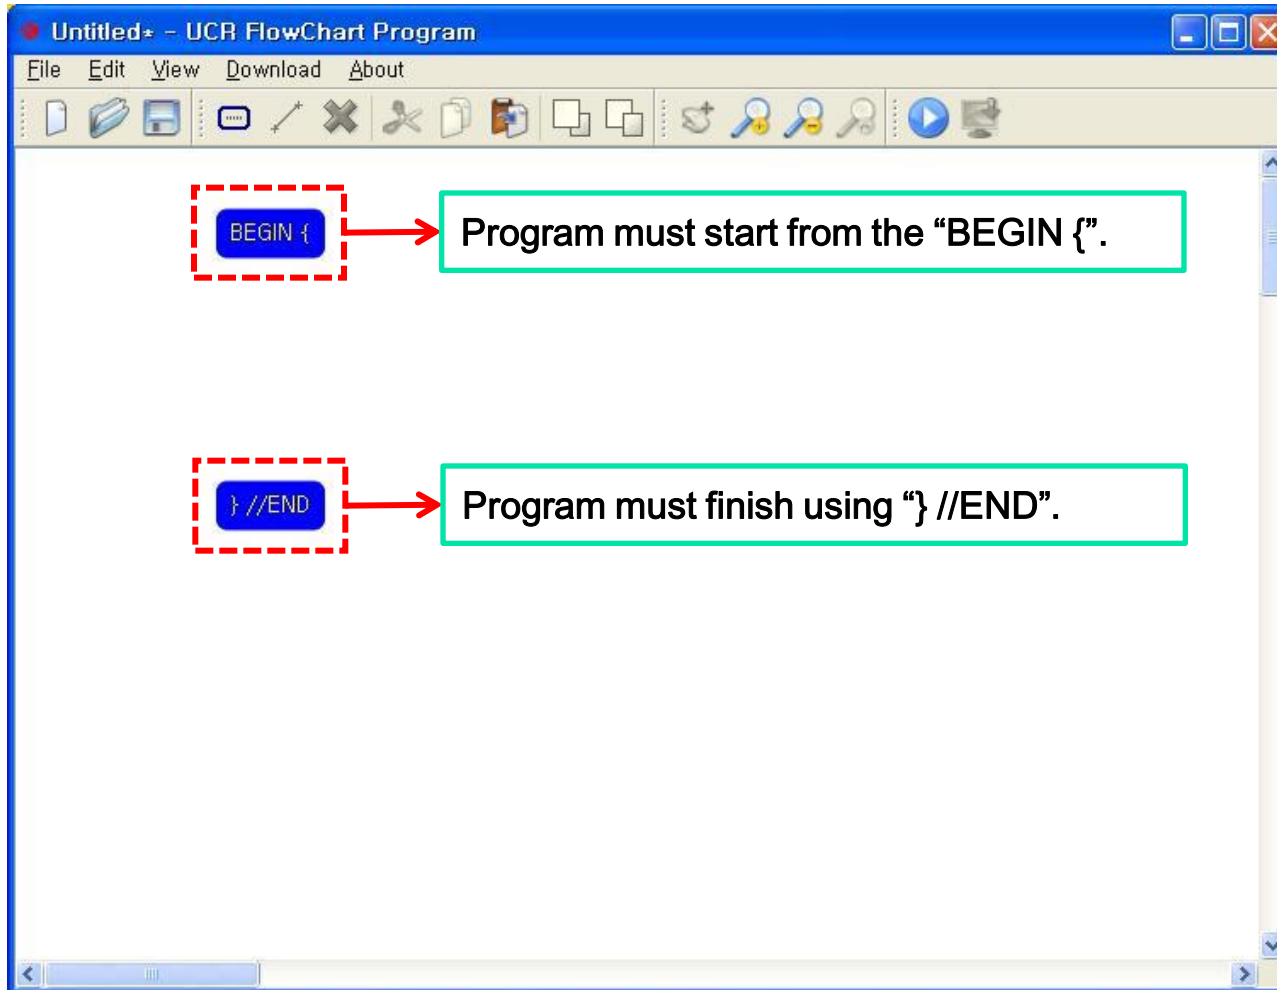 Untitled* - UCR FlowChart Program
File Edit View Download About
BEGIN {
Program must start from the “BEGIN {”.
} //END
Program must finish using “} //END”.